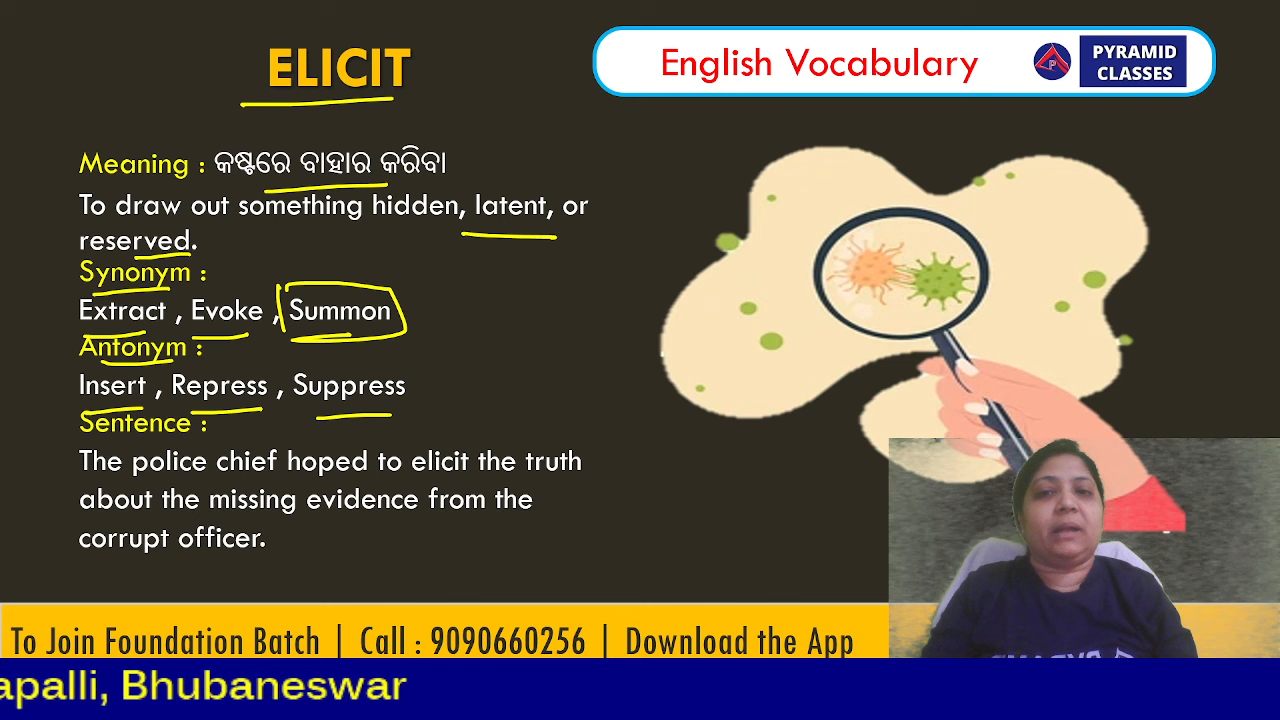 ELICIT
English Vocabulary
PYRAMID
CLASSES
Meaning : କଷ୍ଟରେ ବାହାର କରିବା
To draw out something hidden, latent, or
reserved.
Synonym :
Extract , Evoke , Summon
Antonym :
Insert , Repress , Suppress
Sentence :
The police chief hoped to elicit the truth
about the missing evidence from the
corrupt officer.
To Join Foundation Batch | Call : 9090660256 | Download the App
apalli, Bhubaneswar